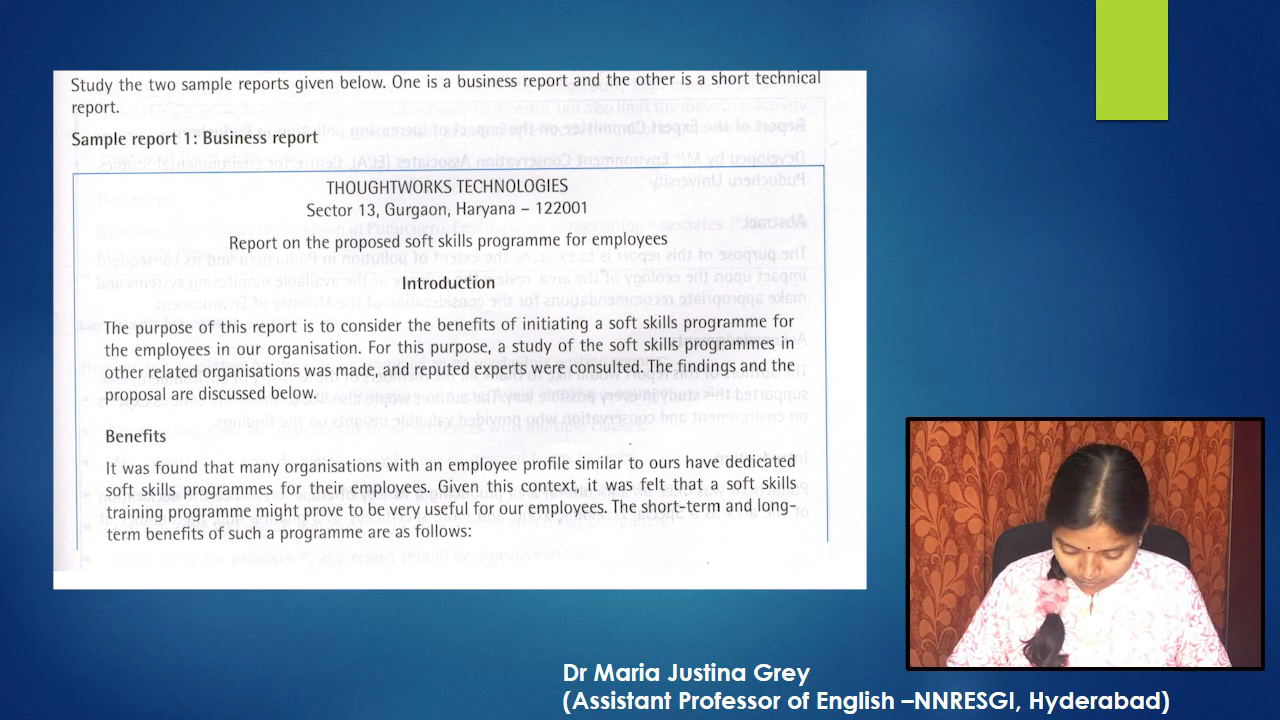 Study the two sample reports given below. One is a business report and the other is a short technical
report.
Sample report 1: Business report
THOUGHTWORKS TECHNOLOGIES
Sector 13, Gurgaon, Haryana – 122001
Report on the proposed soft skills programme for employees
Introduction
The purpose of this report is to consider the benefits of initiating a soft skills programme for
the employees in our organisation. For this purpose, a study of the soft skills programmes in
other related organisations was made, and reputed experts were consulted. The findings and the
proposal are discussed below.
Benefits
It was found that many organisations with an employee profile similar to ours have dedicated
soft skills programmes for their employees. Given this context, it was felt that a soft skills
training programme might prove to be very useful for our employees. The short-term and long-
term benefits of such a programme are as follows:
Dr Maria Justina Grey
(Assistant Professor of English –NNRESGI, Hyderabad)